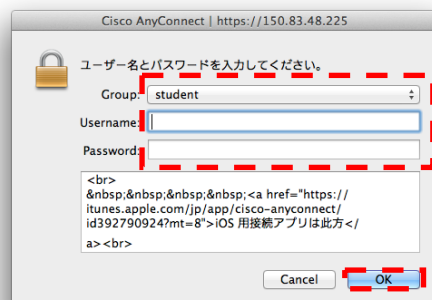 Cisco AnyConnect | https://150.83.48.225
ユーザー名とパスワードを入力してください。
Group: student
Username:
Password:
<br>
&nbsp;&nbsp;&nbsp;&nbsp;<a href="https://
itunes.apple.com/jp/app/cisco-anyconnect/
id392790924?mt=8">iOS 用接続アプリは此方</
a><br>
Cancel OK